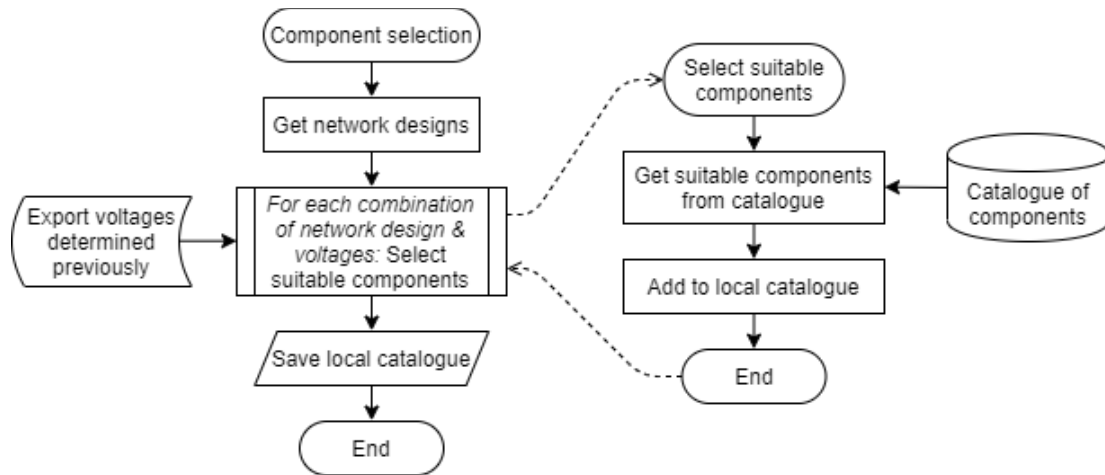 Component selection
Get network designs
Export voltages
determined
previously
For each combination
of network design &
voltages: Select
suitable components
Save local catalogue
End
Select suitable
components
Get suitable components
from catalogue
Catalogue of
components
Add to local catalogue
End